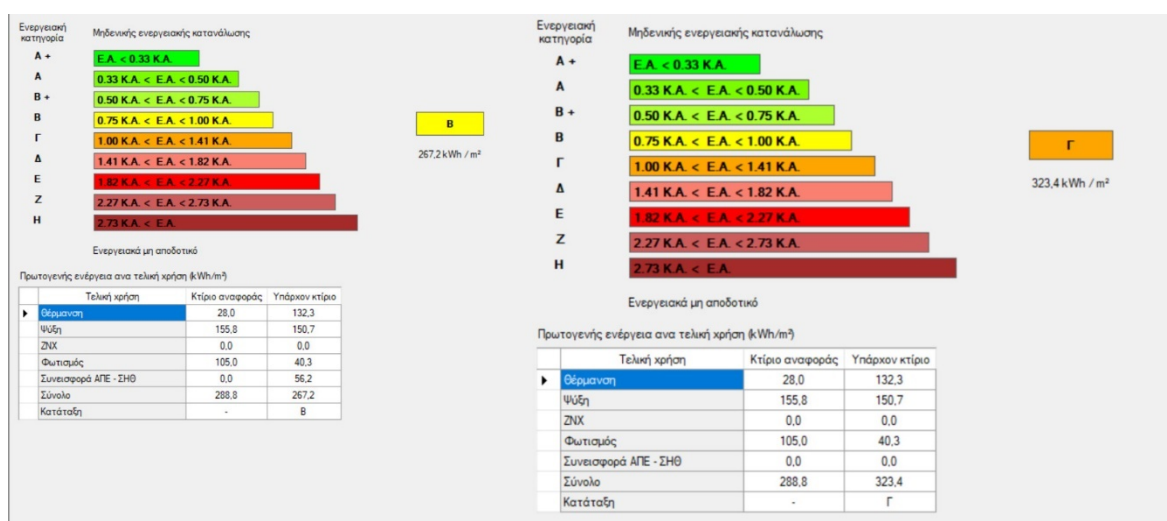 Ενεργειακή
κατηγορία
Μηδενικής ενεργειακής κατανάλωσης
Α +
Ε.Α. < 0.33 Κ.Α.
Α
0.33 Κ.Α. < Ε.Α. < 0.50 Κ.Α.
Β +
0.50 Κ.Α. < Ε.Α. < 0.75 Κ.Α.
Β
0.75 Κ.Α. < Ε.Α. < 1.00 Κ.Α.
Γ
1.00 Κ.Α. < Ε.Α. < 1.41 Κ.Α.
Δ
1.41 Κ.Α. < Ε.Α. < 1.82 Κ.Α.
Ε
1.82 Κ.Α. < Ε.Α. < 2.27 Κ.Α.
Ζ
2.27 Κ.Α. < Ε.Α. < 2.73 Κ.Α.
Η
2.73 Κ.Α. < Ε.Α.
Β
267,2 kWh / m²
Ενεργειακά μη αποδοτικό
Πρωτογενής ενέργεια ανα τελική χρήση (kWh/m²)
Τελική χρήση Κτίριο αναφοράς Υπάρχον κτίριο
Θέρμανση 28,0 132,3
Ψύξη 155,8 150,7
ΖΝΧ 0,0 0,0
Φωτισμός 105,0 40,3
Συνεισφορά ΑΠΕ - ΣΗΘ 0,0 56,2
Σύνολο 288,8 267,2
Κατάταξη - Β
Ενεργειακή
κατηγορία
Μηδενικής ενεργειακής κατανάλωσης
Α +
Ε.Α. < 0.33 Κ.Α.
Α
0.33 Κ.Α. < Ε.Α. < 0.50 Κ.Α.
Β +
0.50 Κ.Α. < Ε.Α. < 0.75 Κ.Α.
Β
0.75 Κ.Α. < Ε.Α. < 1.00 Κ.Α.
Γ
1.00 Κ.Α. < Ε.Α. < 1.41 Κ.Α.
Δ
1.41 Κ.Α. < Ε.Α. < 1.82 Κ.Α.
Ε
1.82 Κ.Α. < Ε.Α. < 2.27 Κ.Α.
Ζ
2.27 Κ.Α. < Ε.Α. < 2.73 Κ.Α.
Η
2.73 Κ.Α. < Ε.Α.
Γ
323,4 kWh / m²
Ενεργειακά μη αποδοτικό
Πρωτογενής ενέργεια ανα τελική χρήση (kWh/m²)
Τελική χρήση Κτίριο αναφοράς Υπάρχον κτίριο
Θέρμανση 28,0 132,3
Ψύξη 155,8 150,7
ΖΝΧ 0,0 0,0
Φωτισμός 105,0 40,3
Συνεισφορά ΑΠΕ - ΣΗΘ 0,0 0,0
Σύνολο 288,8 323,4
Κατάταξη - Γ